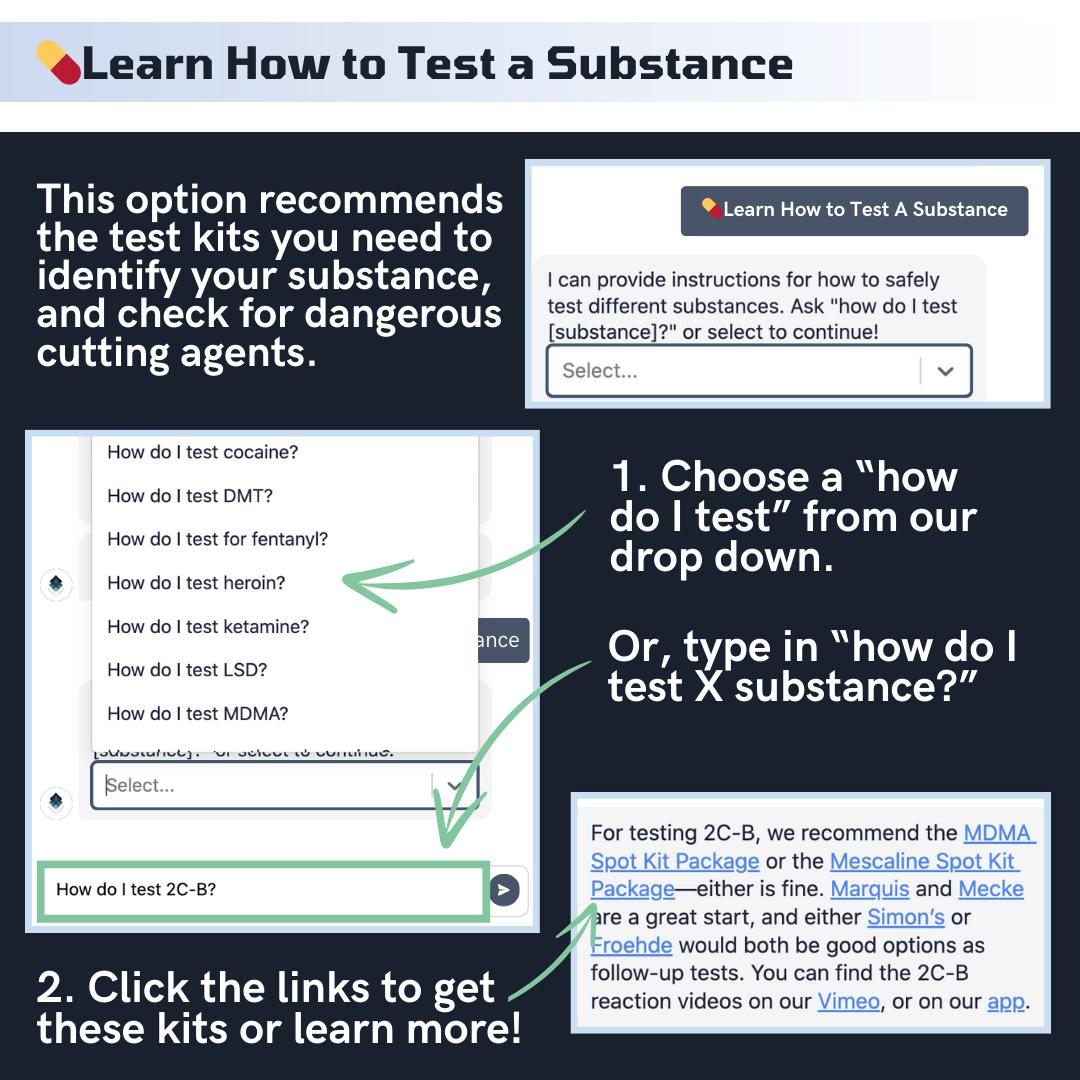 Learn How to Test a Substance
This option recommends
the test kits you need to
identify your substance,
and check for dangerous
cutting agents.
Learn How to Test A Substance
I can provide instructions for how to safely
test different substances. Ask "how do I test
[substance]?" or select to continue!
Select...
How do I test cocaine?
How do I test DMT?
How do I test for fentanyl?
How do I test heroin?
How do I test ketamine?
How do I test LSD?
How do I test MDMA?
ance
[substance]?" or select to continue!
Select...
How do I test 2C-B?
1. Choose a “how
do I test” from our
drop down.
Or, type in “how do I
test X substance?”
2. Click the links to get
these kits or learn more!
For testing 2C-B, we recommend the MDMA
Spot Kit Package or the Mescaline Spot Kit
Package—either is fine. Marquis and Mecke
are a great start, and either Simon’s or
Froehde would both be good options as
follow-up tests. You can find the 2C-B
reaction videos on our Vimeo, or on our app.